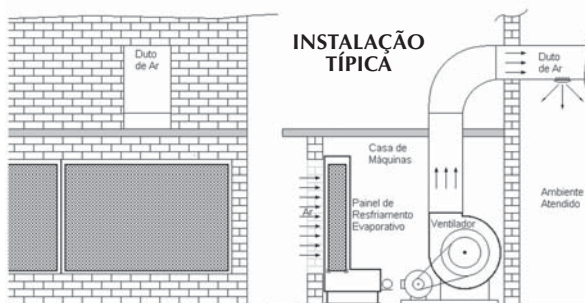 Duto
de Ar
INSTALAÇÃO
TÍPICA
Duto
de Ar
Casa de
Máquinas
Ar
Painel de
Resfriamento
Evaporativo
Ventilador
Ambiente
Atendido